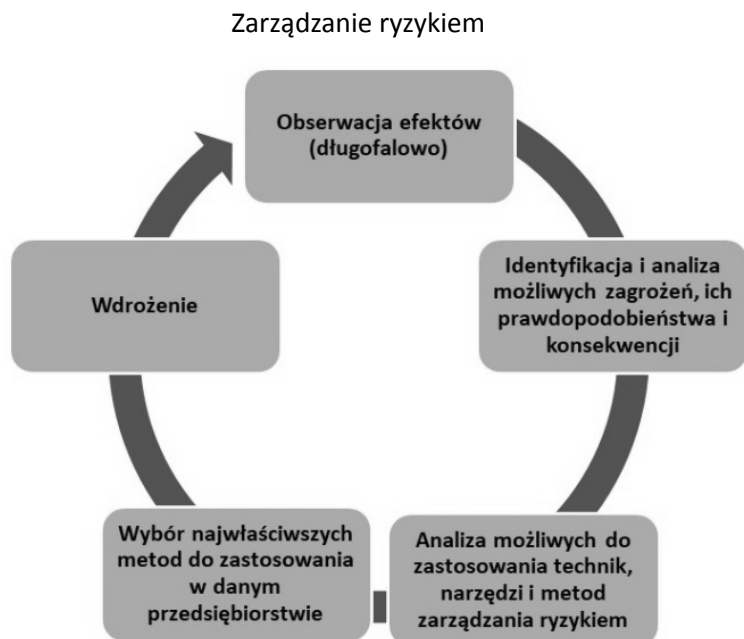 Zarządzanie ryzykiem
Obserwacja efektów
(długofalowo)
Identyfikacja i analiza
możliwych zagrożeń, ich
prawdopodobieństwa i
konsekwencji
Analiza możliwych do
zastosowania technik,
narzędzi i metod
zarządzania ryzykiem
Wybór najwłaściwszych
metod do zastosowania
w danym
przedsiębiorstwie
Wdrożenie